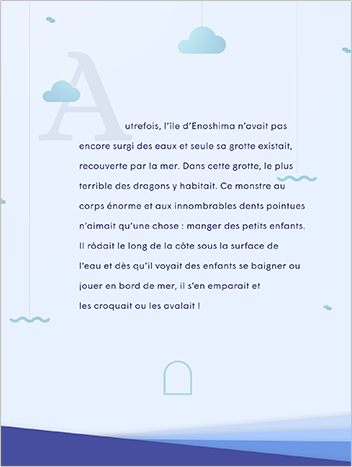 Autrefois, l'île d'Enoshima n'avait pas
encore surgi des eaux et seule sa grotte existait,
recouverte par la mer. Dans cette grotte, le plus
terrible des dragons y habitait. Ce monstre au
corps énorme et aux innombrables dents pointues
n'aimait qu'une chose : manger des petits enfants.
Il rôdait le long de la côte sous la surface de
l'eau et dès qu'il voyait des enfants se baigner ou
jouer en bord de mer, il s'en emparait et
les croquait ou les avalait !